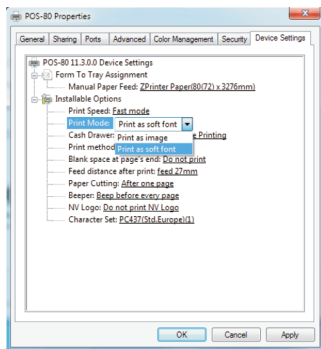 POS-80 Properties
General Sharing Ports Advanced Color Management Security Device Settings
POS-80 11.3.0.0 Device Settings
Form To Tray Assignment
Manual Paper Feed: ZPrinter Paper(80(72) x 3276mm)
Installable Options
Print Speed: Fast mode
Print Mode: Print as soft font
Cash Drawer: Print as image e Printing
Print method Print as soft font
Blank space at page's end: Do not print
Feed distance after print: feed 27mm
Paper Cutting: After one page
Beeper: Beep before every page
NV Logo: Do not print NV Logo
Character Set: PC437(Std.Europe)(1)
OK Cancel Apply